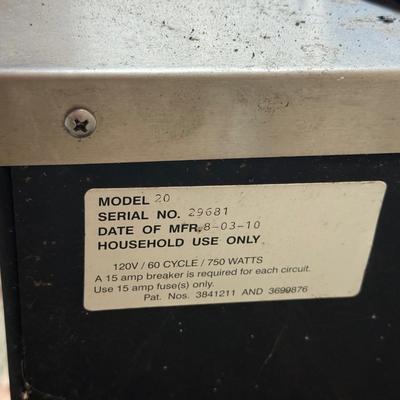 MODEL 20
SERIAL NO. 29681
DATE OF MFR. 8-03-10
HOUSEHOLD USE ONLY
120V / 60 CYCLE / 750 WATTS
A 15 amp breaker is required for each circuit.
Use 15 amp fuse(s) only.
Pat. Nos. 3841211 AND 3699876